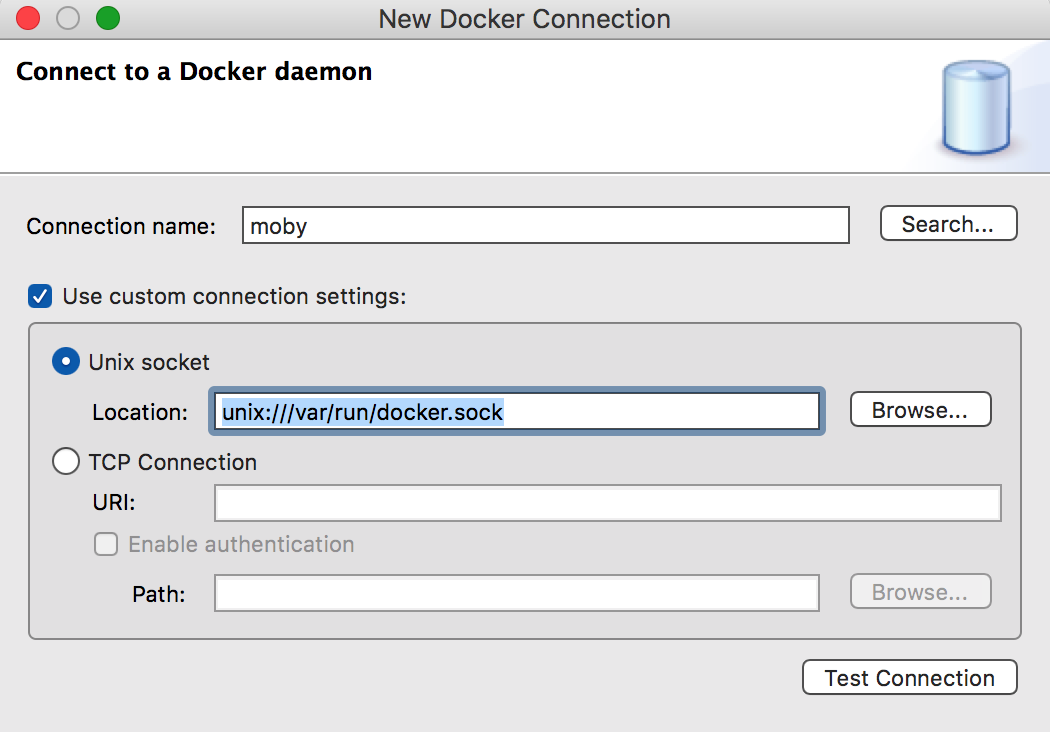 New Docker Connection
Connect to a Docker daemon
Connection name: moby Search...
Use custom connection settings:
Unix socket
Location: unix:///var/run/docker.sock Browse...
TCP Connection
URI:
Enable authentication
Path: Browse...
Test Connection